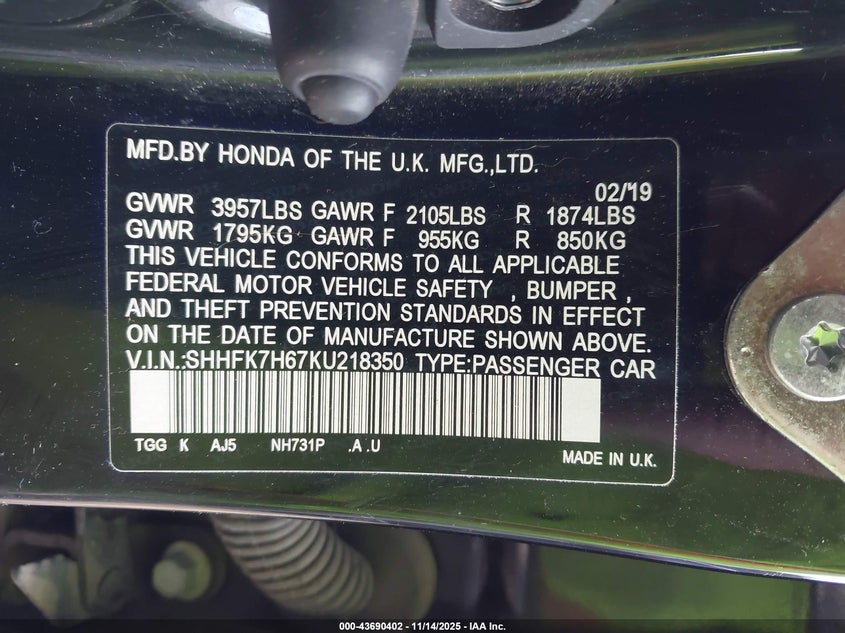 MFD.BY HONDA OF THE U.K. MFG.,LTD.
02/'19
GVWR 3957LBS GAWR F 2105LBS R 1874LBS
GVWR 1795KG GAWR F 955KG R 850KG
THIS VEHICLE CONFORMS TO ALL APPLICABLE
FEDERAL MOTOR VEHICLE SAFETY , BUMPER ,
AND THEFT PREVENTION STANDARDS IN EFFECT
ON THE DATE OF MANUFACTURE SHOWN ABOVE.
V.I.N.:SHHFK7H67KU218350 TYPE:PASSENGER CAR
TGG K AJ5 NH731P .A .U
MADE IN U.K.
000-43690402 - 11/14/2025 - IAA Inc.